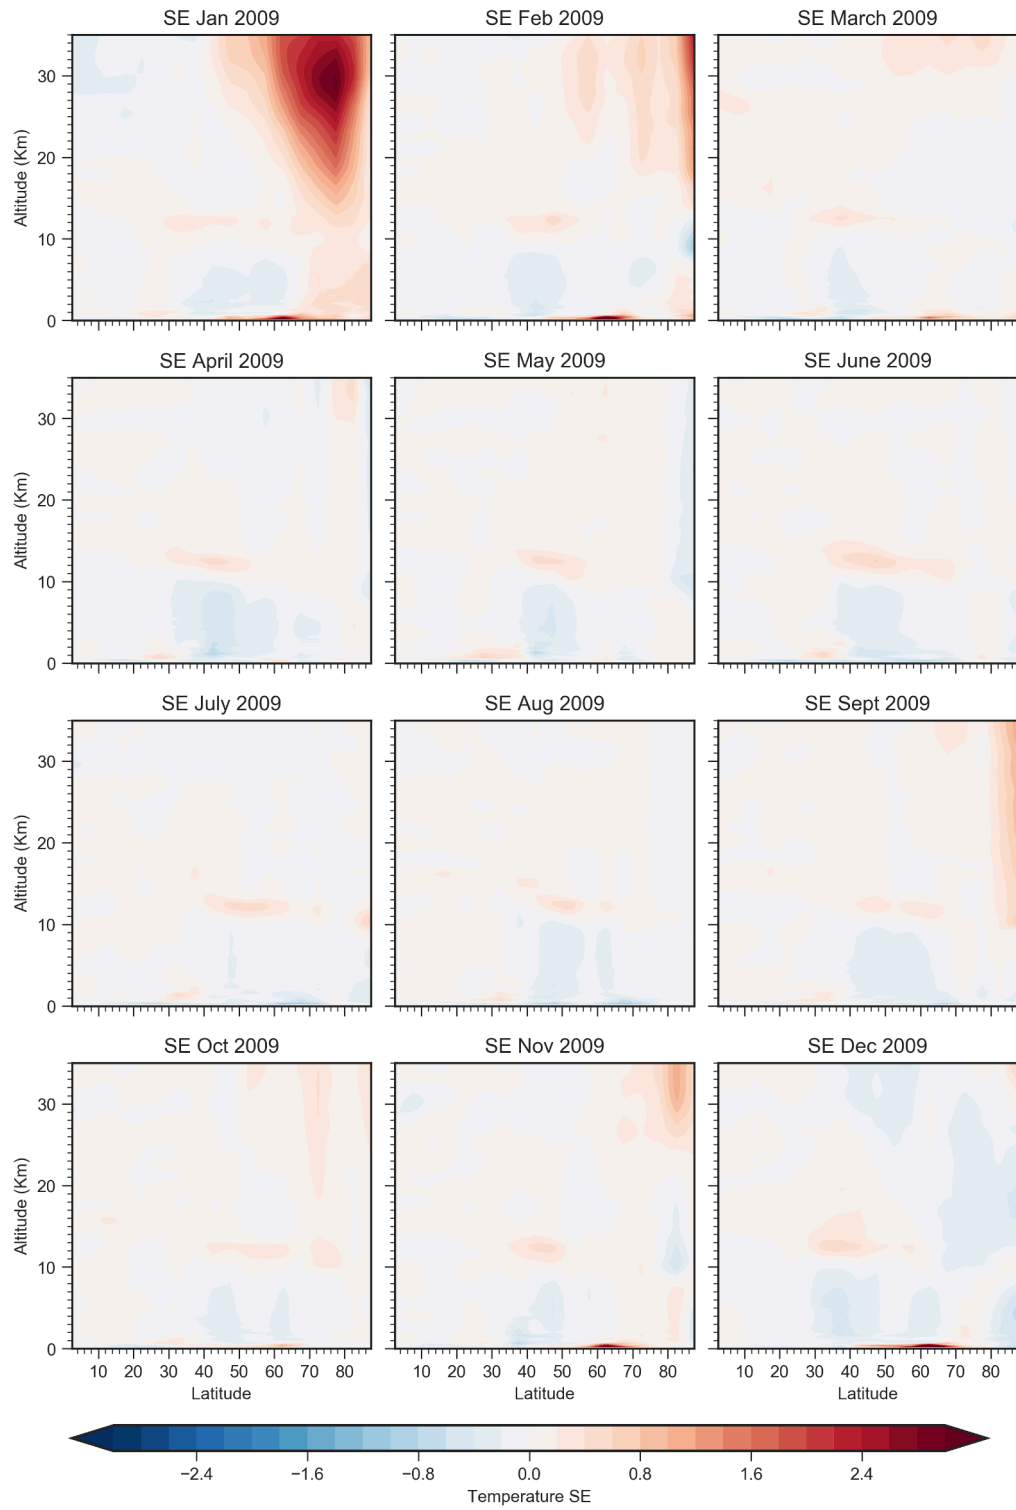 SE Jan 2009 SE Feb 2009 SE March 2009
30
20
10
0
Altitude (Km)
SE April 2009 SE May 2009 SE June 2009
30
20
10
0
Altitude (Km)
SE July 2009 SE Aug 2009 SE Sept 2009
30
20
10
0
Altitude (Km)
SE Oct 2009 SE Nov 2009 SE Dec 2009
30
20
10
0
Altitude (Km)
10 20 30 40 50 60 70 80 10 20 30 40 50 60 70 80 10 20 30 40 50 60 70 80
Latitude Latitude Latitude
−2.4 −1.6 −0.8 0.0 0.8 1.6 2.4
Temperature SE